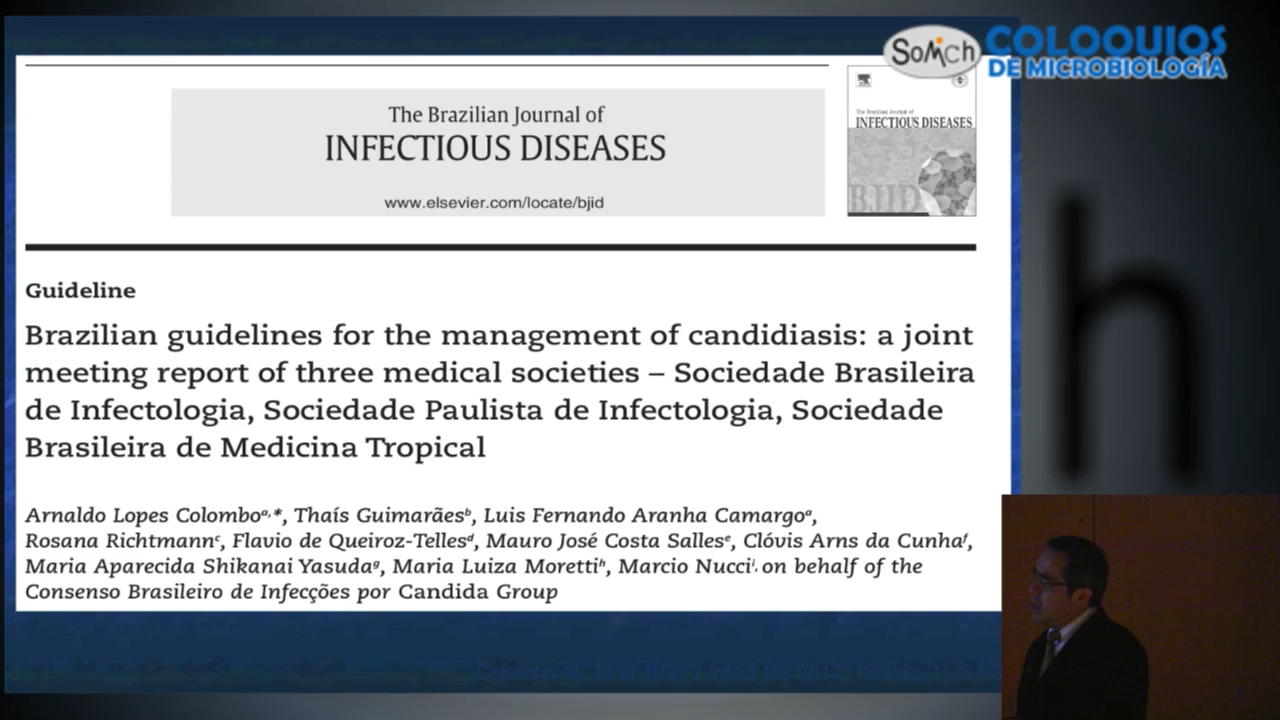 SOMICH
COLOQUIOS
DE MICROBIOLOGÍA
The Brazilian Journal of
INFECTIOUS DISEASES
www.elsevier.com/locate/bjid
The Brazilian Journal of
INFECTIOUS DISEASES
BJID
Guideline
Brazilian guidelines for the management of candidiasis: a joint
meeting report of three medical societies – Sociedade Brasileira
de Infectologia, Sociedade Paulista de Infectologia, Sociedade
Brasileira de Medicina Tropical
Arnaldo Lopes Colomboᵃ,*, Thaís Guimarãesᵇ, Luis Fernando Aranha Camargoᵃ,
Rosana Richtmannᶜ, Flavio de Queiroz-Tellesᵈ, Mauro José Costa Sallesᵉ, Clóvis Arns da Cunhaᶠ,
Maria Aparecida Shikanai Yasudaᵍ, Maria Luiza Morettiʰ, Marcio Nucciⁱ, on behalf of the
Consenso Brasileiro de Infecções por Candida Group
h